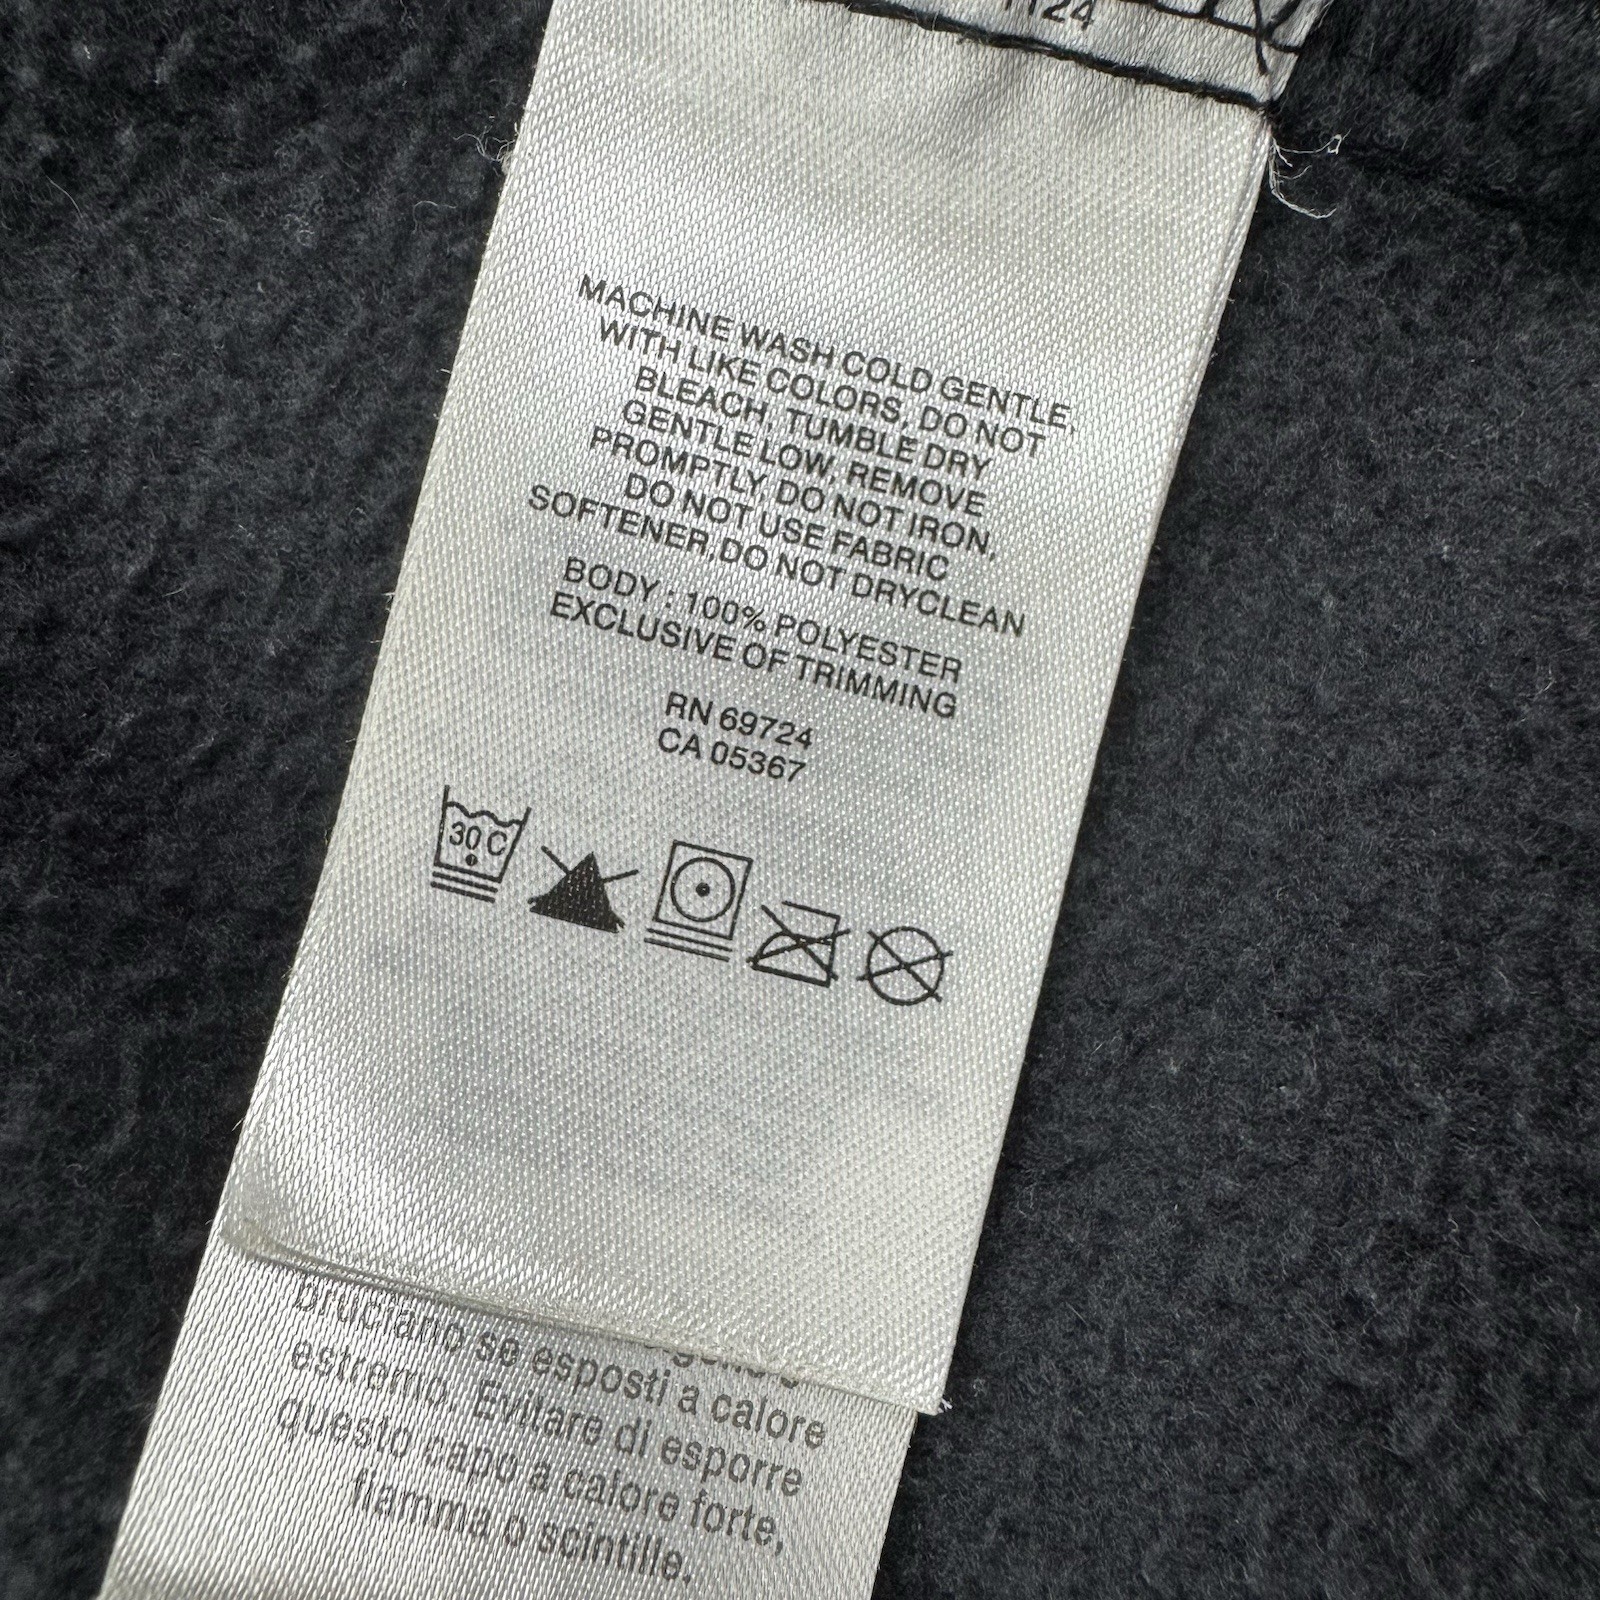 1124
MACHINE WASH COLD GENTLE,
WITH LIKE COLORS, DO NOT
BLEACH, TUMBLE DRY
GENTLE LOW, REMOVE
PROMPTLY, DO NOT IRON,
DO NOT USE FABRIC
SOFTENER, DO NOT DRYCLEAN
BODY : 100% POLYESTER
EXCLUSIVE OF TRIMMING
RN 69724
CA 05367
30 C
bruciano se esposti a calore
estremo. Evitare di esporre
questo capo a calore forte,
fiamma o scintille.